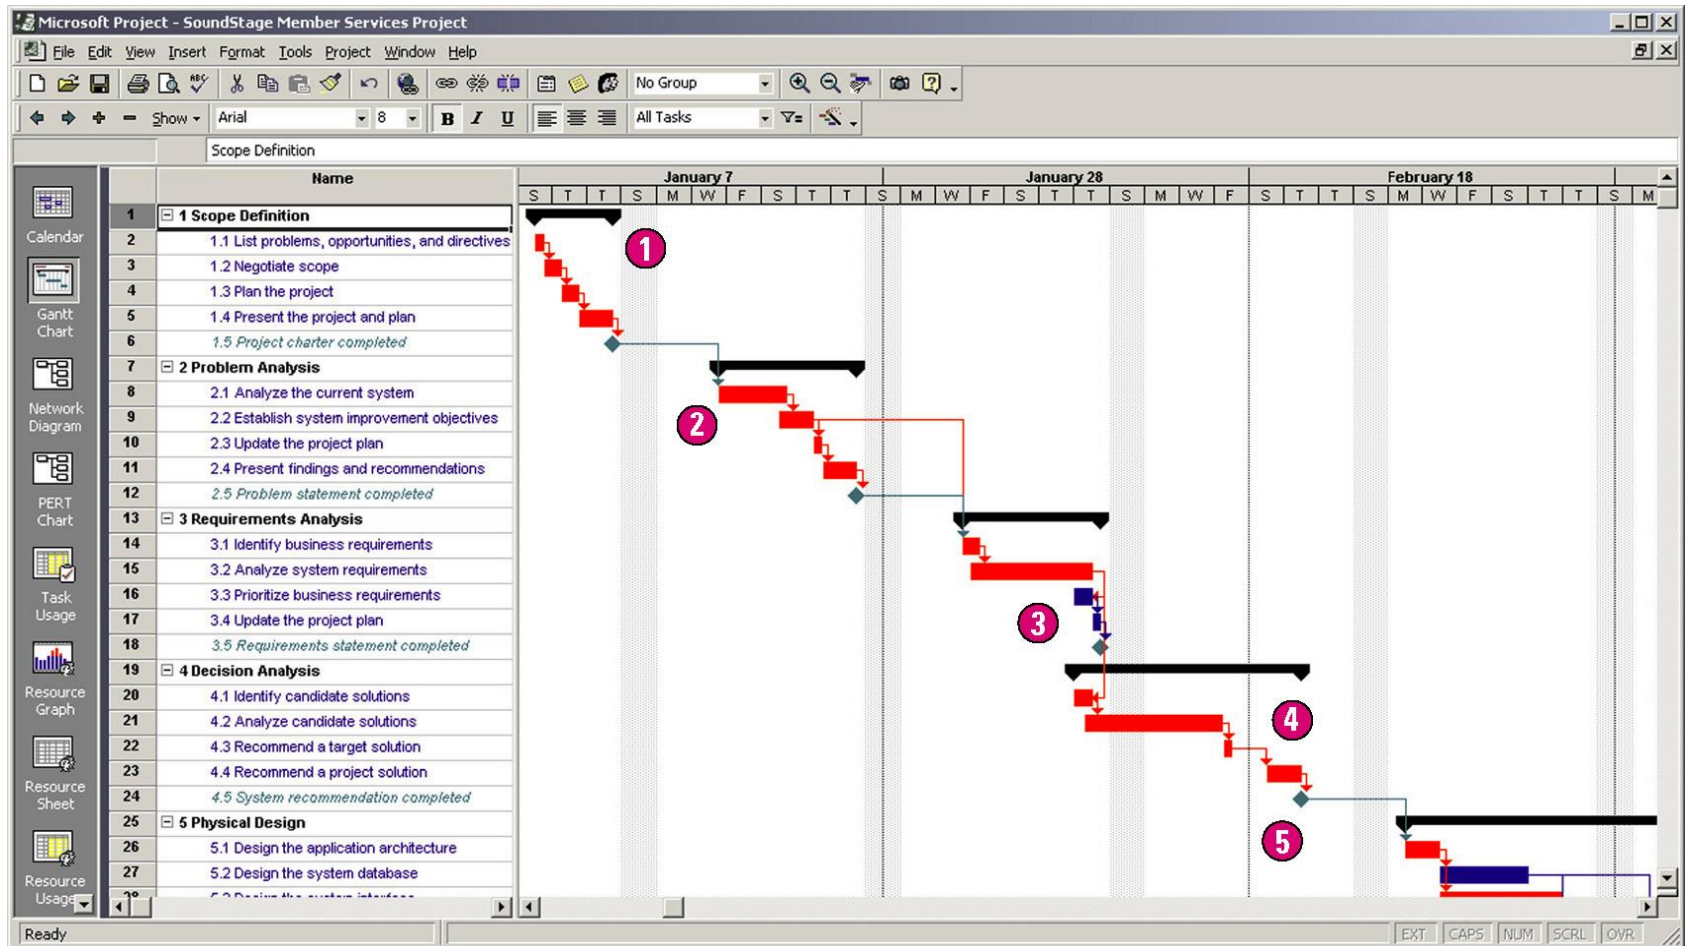 Microsoft Project - SoundStage Member Services Project
File Edit View Insert Format Tools Project Window Help
No Group
Show Arial 8 B I U All Tasks
Scope Definition
Name
January 7 January 28 February 18
S T T S M W F S T T S M W F S T T S M W F S T T S M W F S T T S M
Calendar
Gantt
Chart
Network
Diagram
PERT
Chart
Task
Usage
Resource
Graph
Resource
Sheet
Resource
Usage
1 1 Scope Definition
2 1.1 List problems, opportunities, and directives
3 1.2 Negotiate scope
4 1.3 Plan the project
5 1.4 Present the project and plan
6 1.5 Project charter completed
7 2 Problem Analysis
8 2.1 Analyze the current system
9 2.2 Establish system improvement objectives
10 2.3 Update the project plan
11 2.4 Present findings and recommendations
12 2.5 Problem statement completed
13 3 Requirements Analysis
14 3.1 Identify business requirements
15 3.2 Analyze system requirements
16 3.3 Prioritize business requirements
17 3.4 Update the project plan
18 3.5 Requirements statement completed
19 4 Decision Analysis
20 4.1 Identify candidate solutions
21 4.2 Analyze candidate solutions
22 4.3 Recommend a target solution
23 4.4 Recommend a project solution
24 4.5 System recommendation completed
25 5 Physical Design
26 5.1 Design the application architecture
27 5.2 Design the system database
1
2
3
4
5
Ready EXT CAPS NUM SCRL OVR